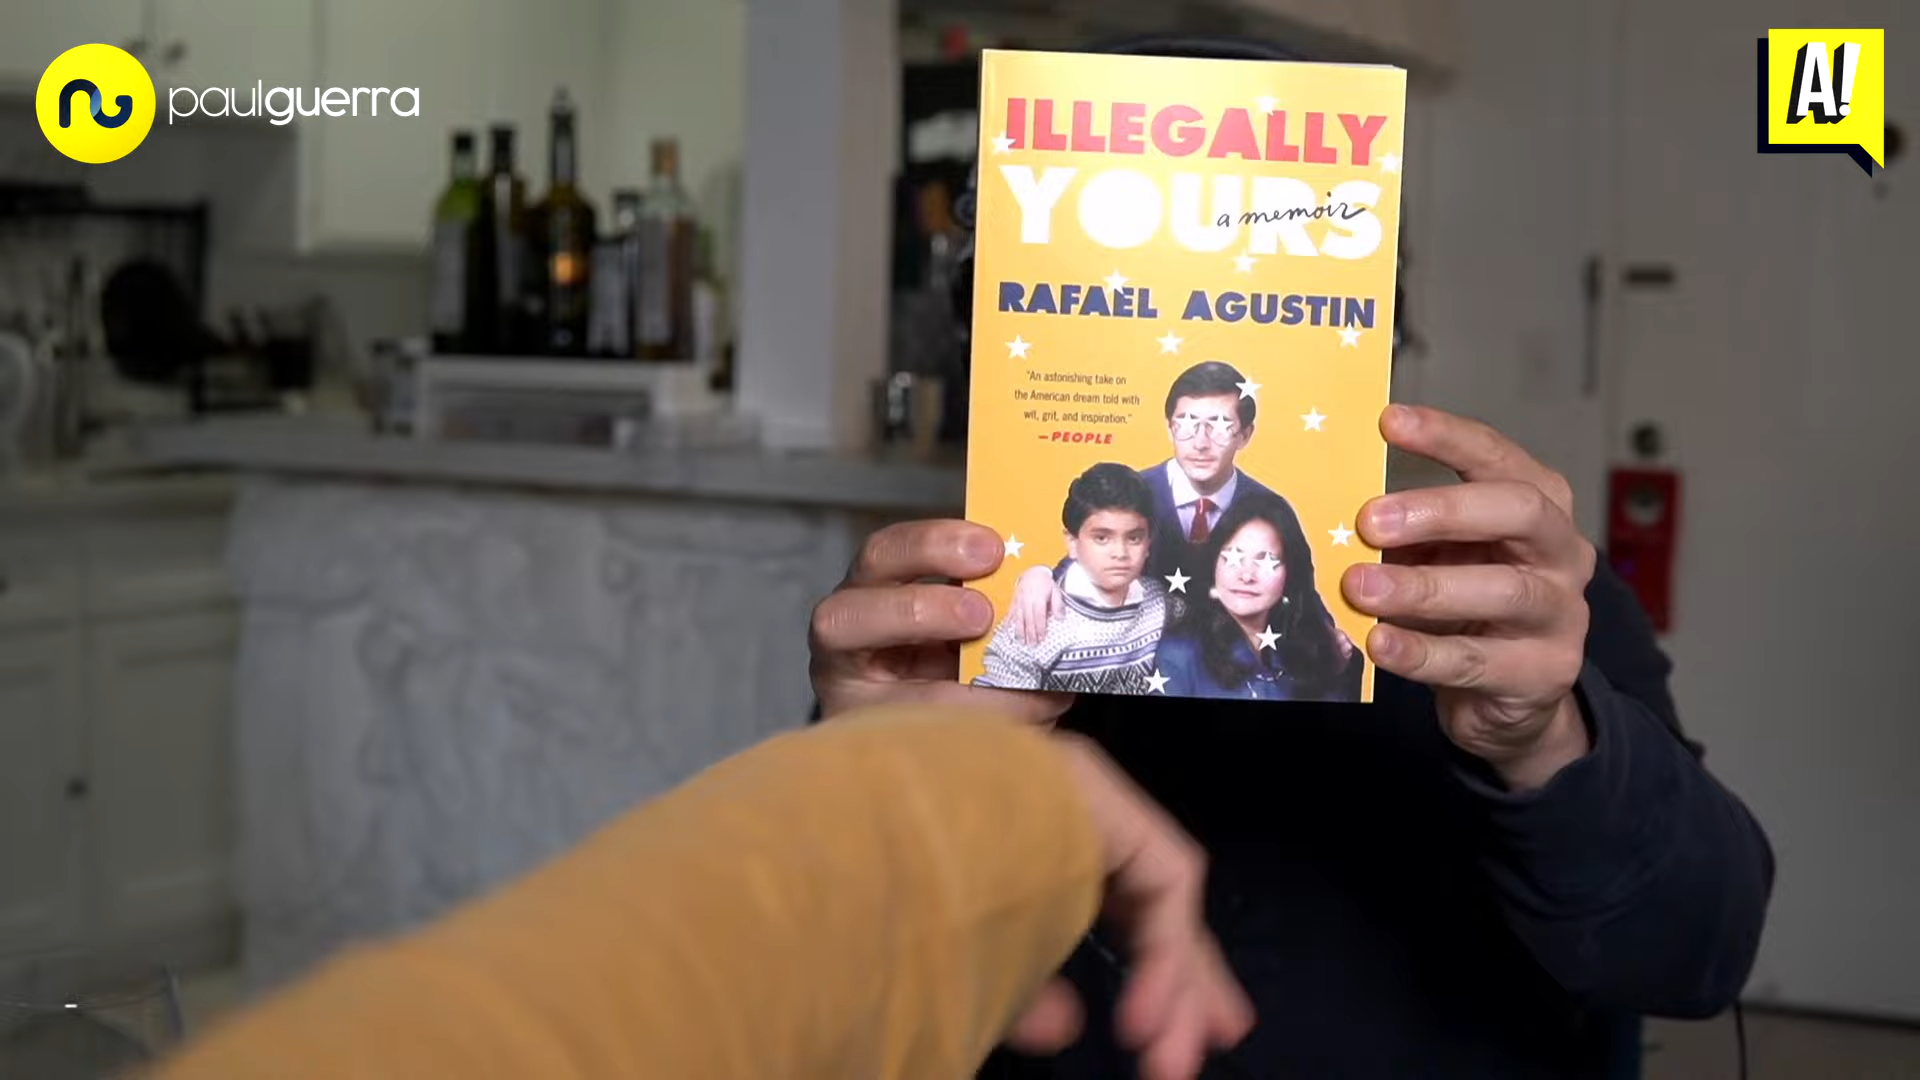 paulguerra
A!
ILLEGALLY
YOURS
a memoir
RAFAEL AGUSTIN
"An astonishing take on
the American dream told with
wit, grit, and inspiration."
—PEOPLE